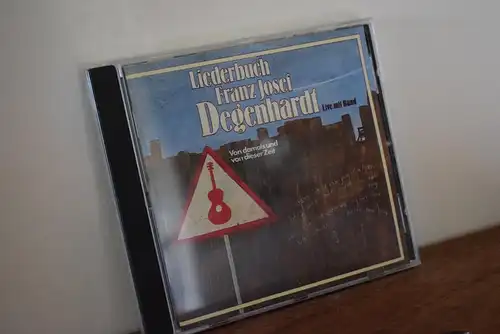 Liederbuch
Franz Josef
Degenhardt Live mit Band
Von damals und
von dieser Zeit